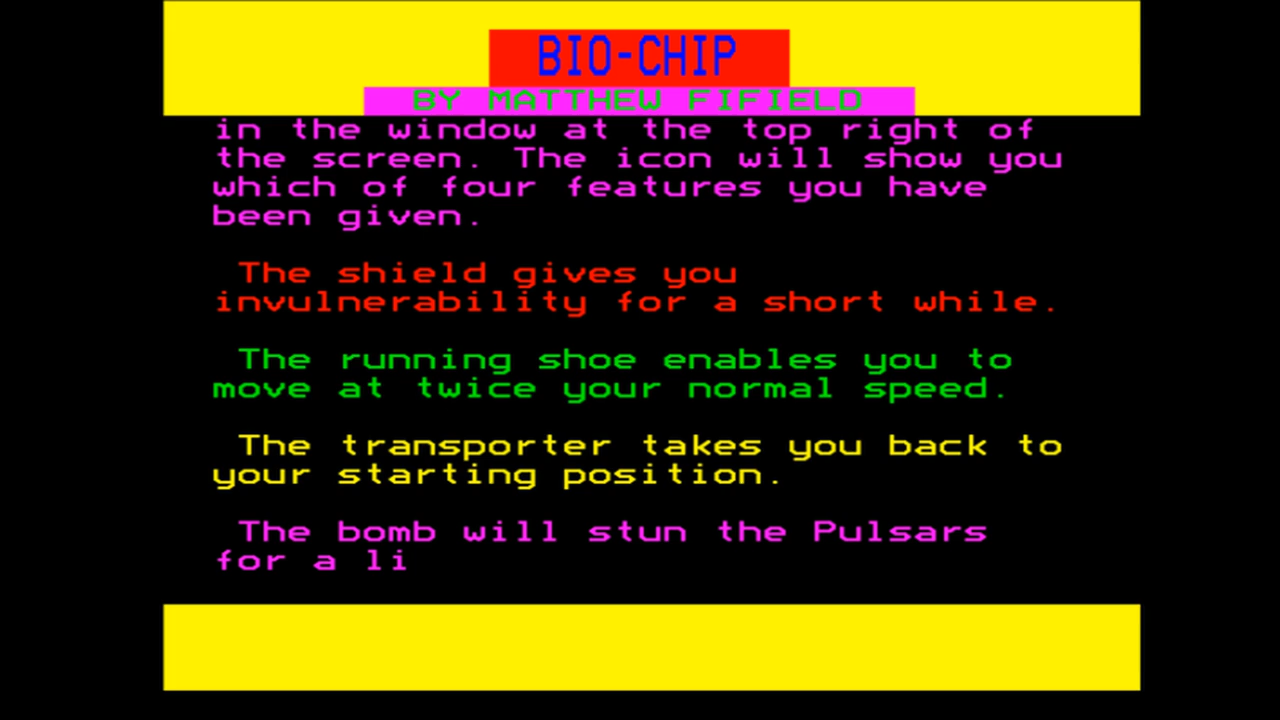 BIO-CHIP
BY MATTHEW FIFIELD
in the window at the top right of
the screen. The icon will show you
which of four features you have
been given.
The shield gives you
invulnerability for a short while.
The running shoe enables you to
move at twice your normal speed.
The transporter takes you back to
your starting position.
The bomb will stun the Pulsars
for a li